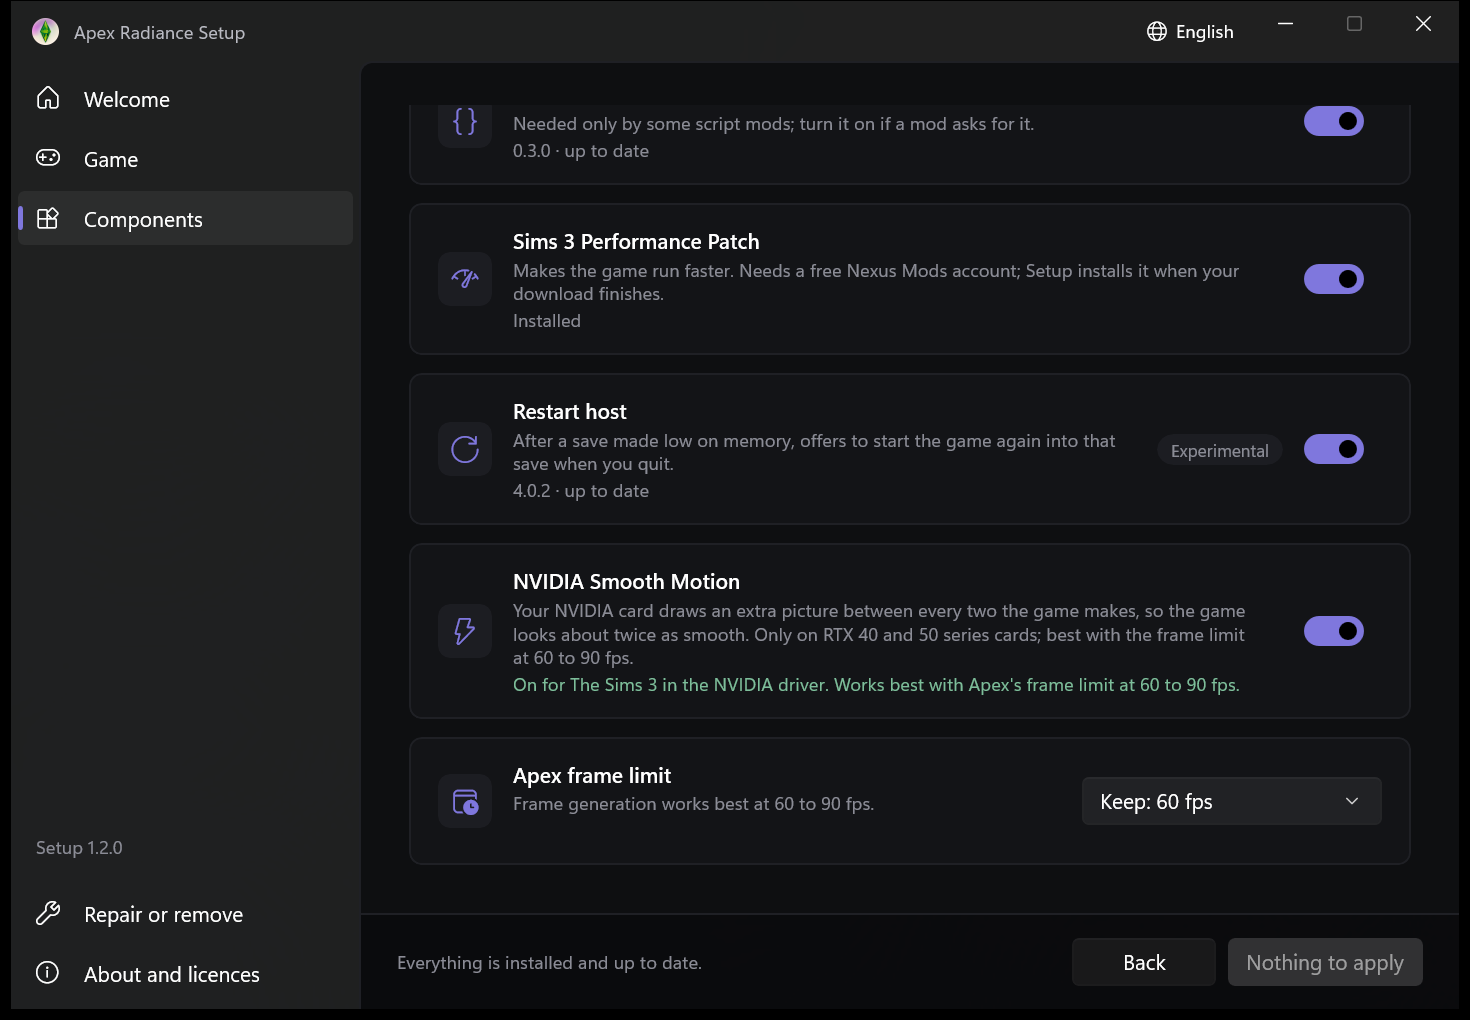 Apex Radiance Setup
English
Welcome
Game
Components
Needed only by some script mods; turn it on if a mod asks for it.
0.3.0 · up to date
Sims 3 Performance Patch
Makes the game run faster. Needs a free Nexus Mods account; Setup installs it when your
download finishes.
Installed
Restart host
After a save made low on memory, offers to start the game again into that
save when you quit.
4.0.2 · up to date
Experimental
NVIDIA Smooth Motion
Your NVIDIA card draws an extra picture between every two the game makes, so the game
looks about twice as smooth. Only on RTX 40 and 50 series cards; best with the frame limit
at 60 to 90 fps.
On for The Sims 3 in the NVIDIA driver. Works best with Apex's frame limit at 60 to 90 fps.
Apex frame limit
Frame generation works best at 60 to 90 fps.
Keep: 60 fps
Setup 1.2.0
Repair or remove
About and licences
Everything is installed and up to date.
Back
Nothing to apply